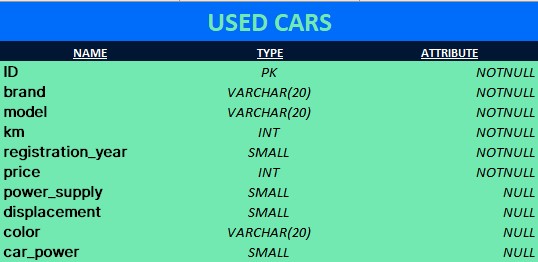 USED CARS
NAME TYPE ATTRIBUTE
ID PK NOTNULL
brand VARCHAR(20) NOTNULL
model VARCHAR(20) NOTNULL
km INT NOTNULL
registration_year SMALL NOTNULL
price INT NOTNULL
power_supply SMALL NULL
displacement SMALL NULL
color VARCHAR(20) NULL
car_power SMALL NULL